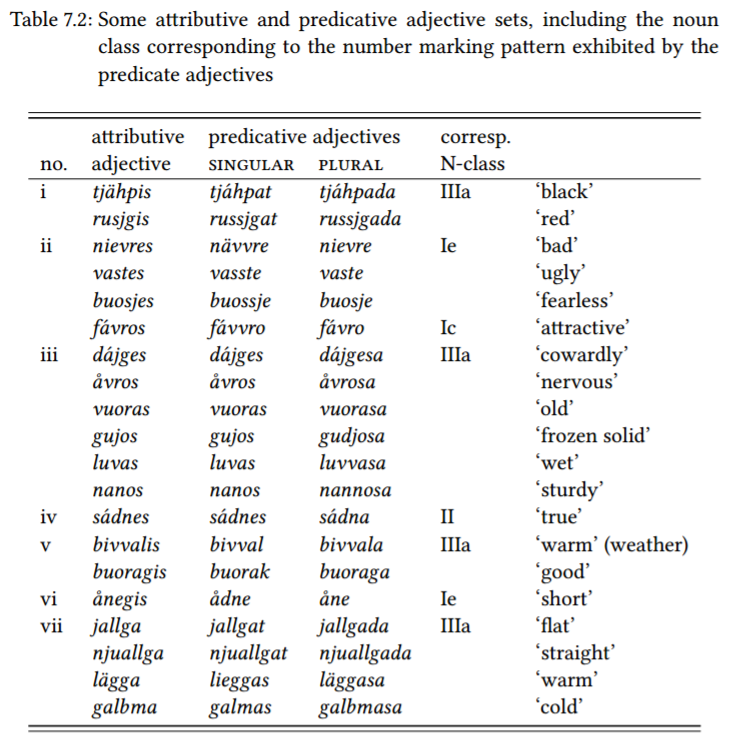 Table 7.2: Some attributive and predicative adjective sets, including the noun
class corresponding to the number marking pattern exhibited by the
predicate adjectives
attributive predicative adjectives corresp.
no. adjective SINGULAR PLURAL N-class
i tjähpis tjáhpat tjáhpada IIIa ‘black’
rusjgis russjgat russjgada ‘red’
ii nievres nävvre nievre Ie ‘bad’
vastes vasste vaste ‘ugly’
buosjes buossje buosje ‘fearless’
fávros fávvro fávro Ic ‘attractive’
iii dájges dájges dájgesa IIIa ‘cowardly’
åvros åvros åvrosa ‘nervous’
vuoras vuoras vuorasa ‘old’
gujos gujos gudjosa ‘frozen solid’
luvas luvas luvvasa ‘wet’
nanos nanos nannosa ‘sturdy’
iv sádnes sádnes sádna II ‘true’
v bivvalis bivval bivvala IIIa ‘warm’ (weather)
buoragis buorak buoraga ‘good’
vi ånegis ådne åne Ie ‘short’
vii jallga jallgat jallgada IIIa ‘flat’
njuallga njuallgat njuallgada ‘straight’
lägga lieggas läggasa ‘warm’
galbma galmas galbmasa ‘cold’